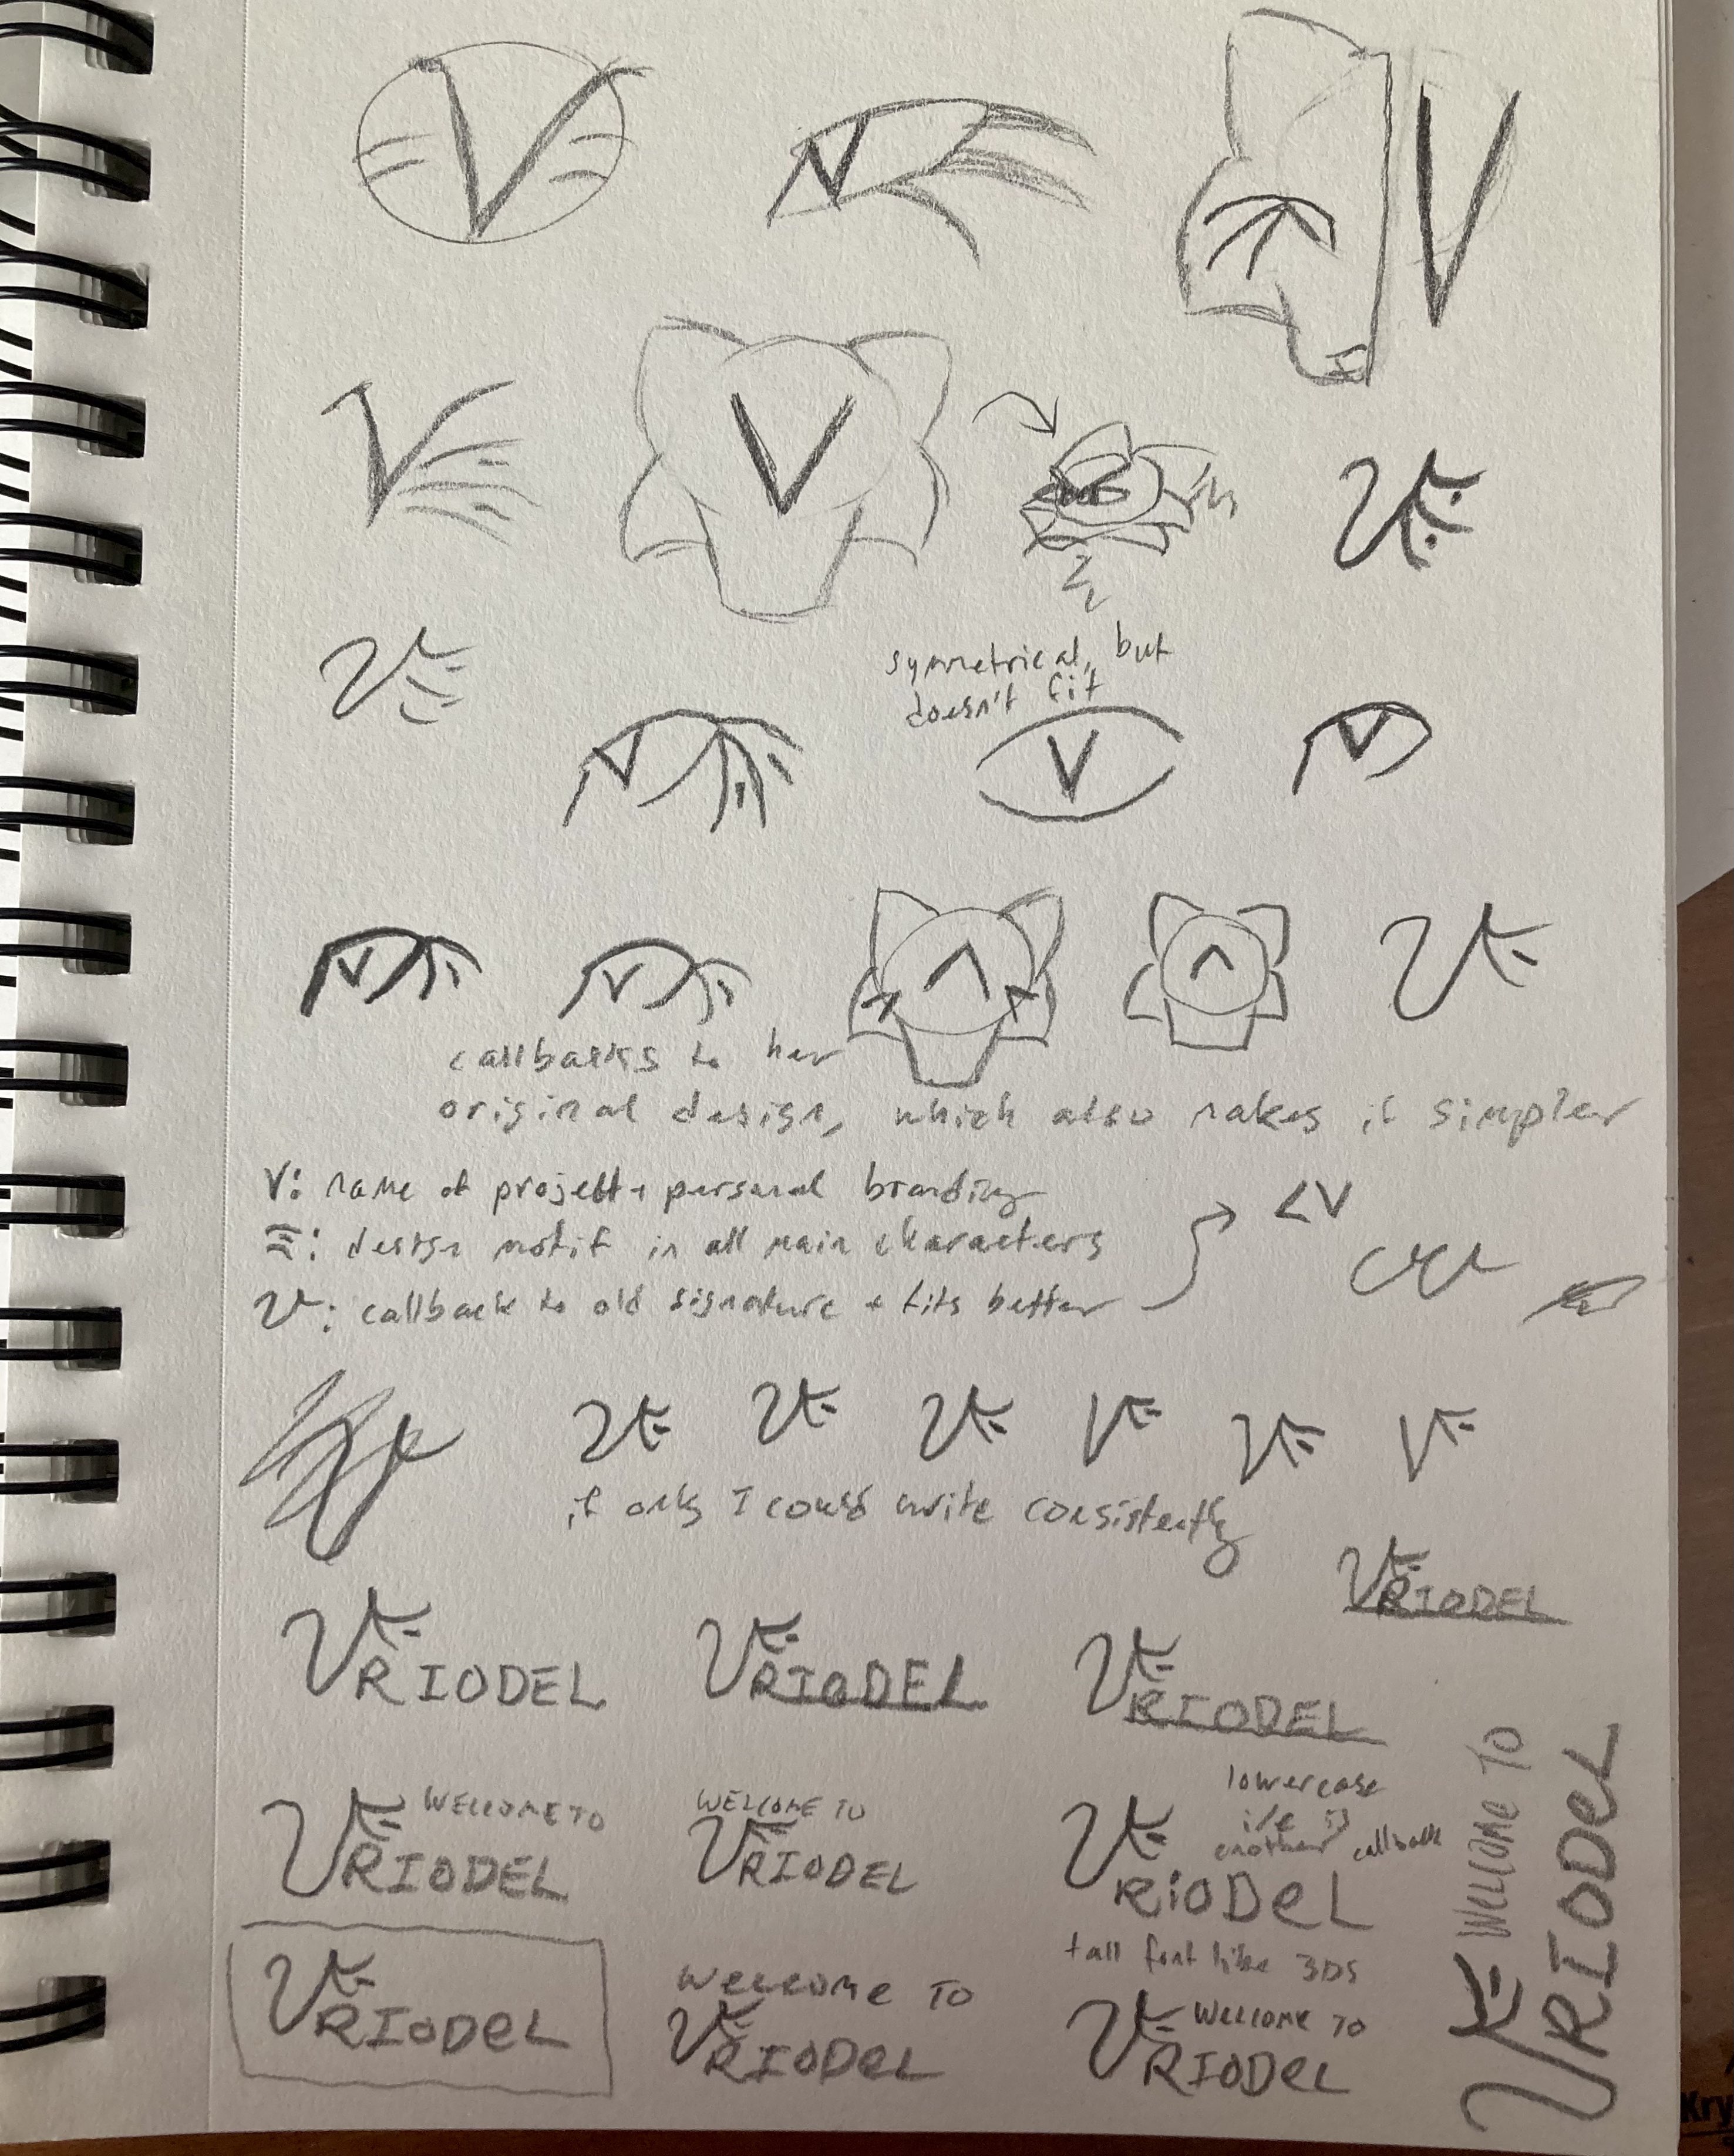 V
V
V
V
V
symmetrical, but
doesn't fit
V
V
V
V
callbacks to her
original design, which also makes it simpler
V: name of project + personal branding
design motif in all main characters
callback to old signature + fits better
<V
if only I could write consistently
VRIODEL
VRIODEL
VRIODEL
VRIODEL
WELCOME TO
VRIODEL
WELCOME TO
VRIODEL
lowercase
i/e is
another callback
VRiODeL
tall font like 3DS
VRIODeL
WeLcome TO
VRIODeL
WeLcome TO
VRIODeL
WeLcome TO
VRIODeL